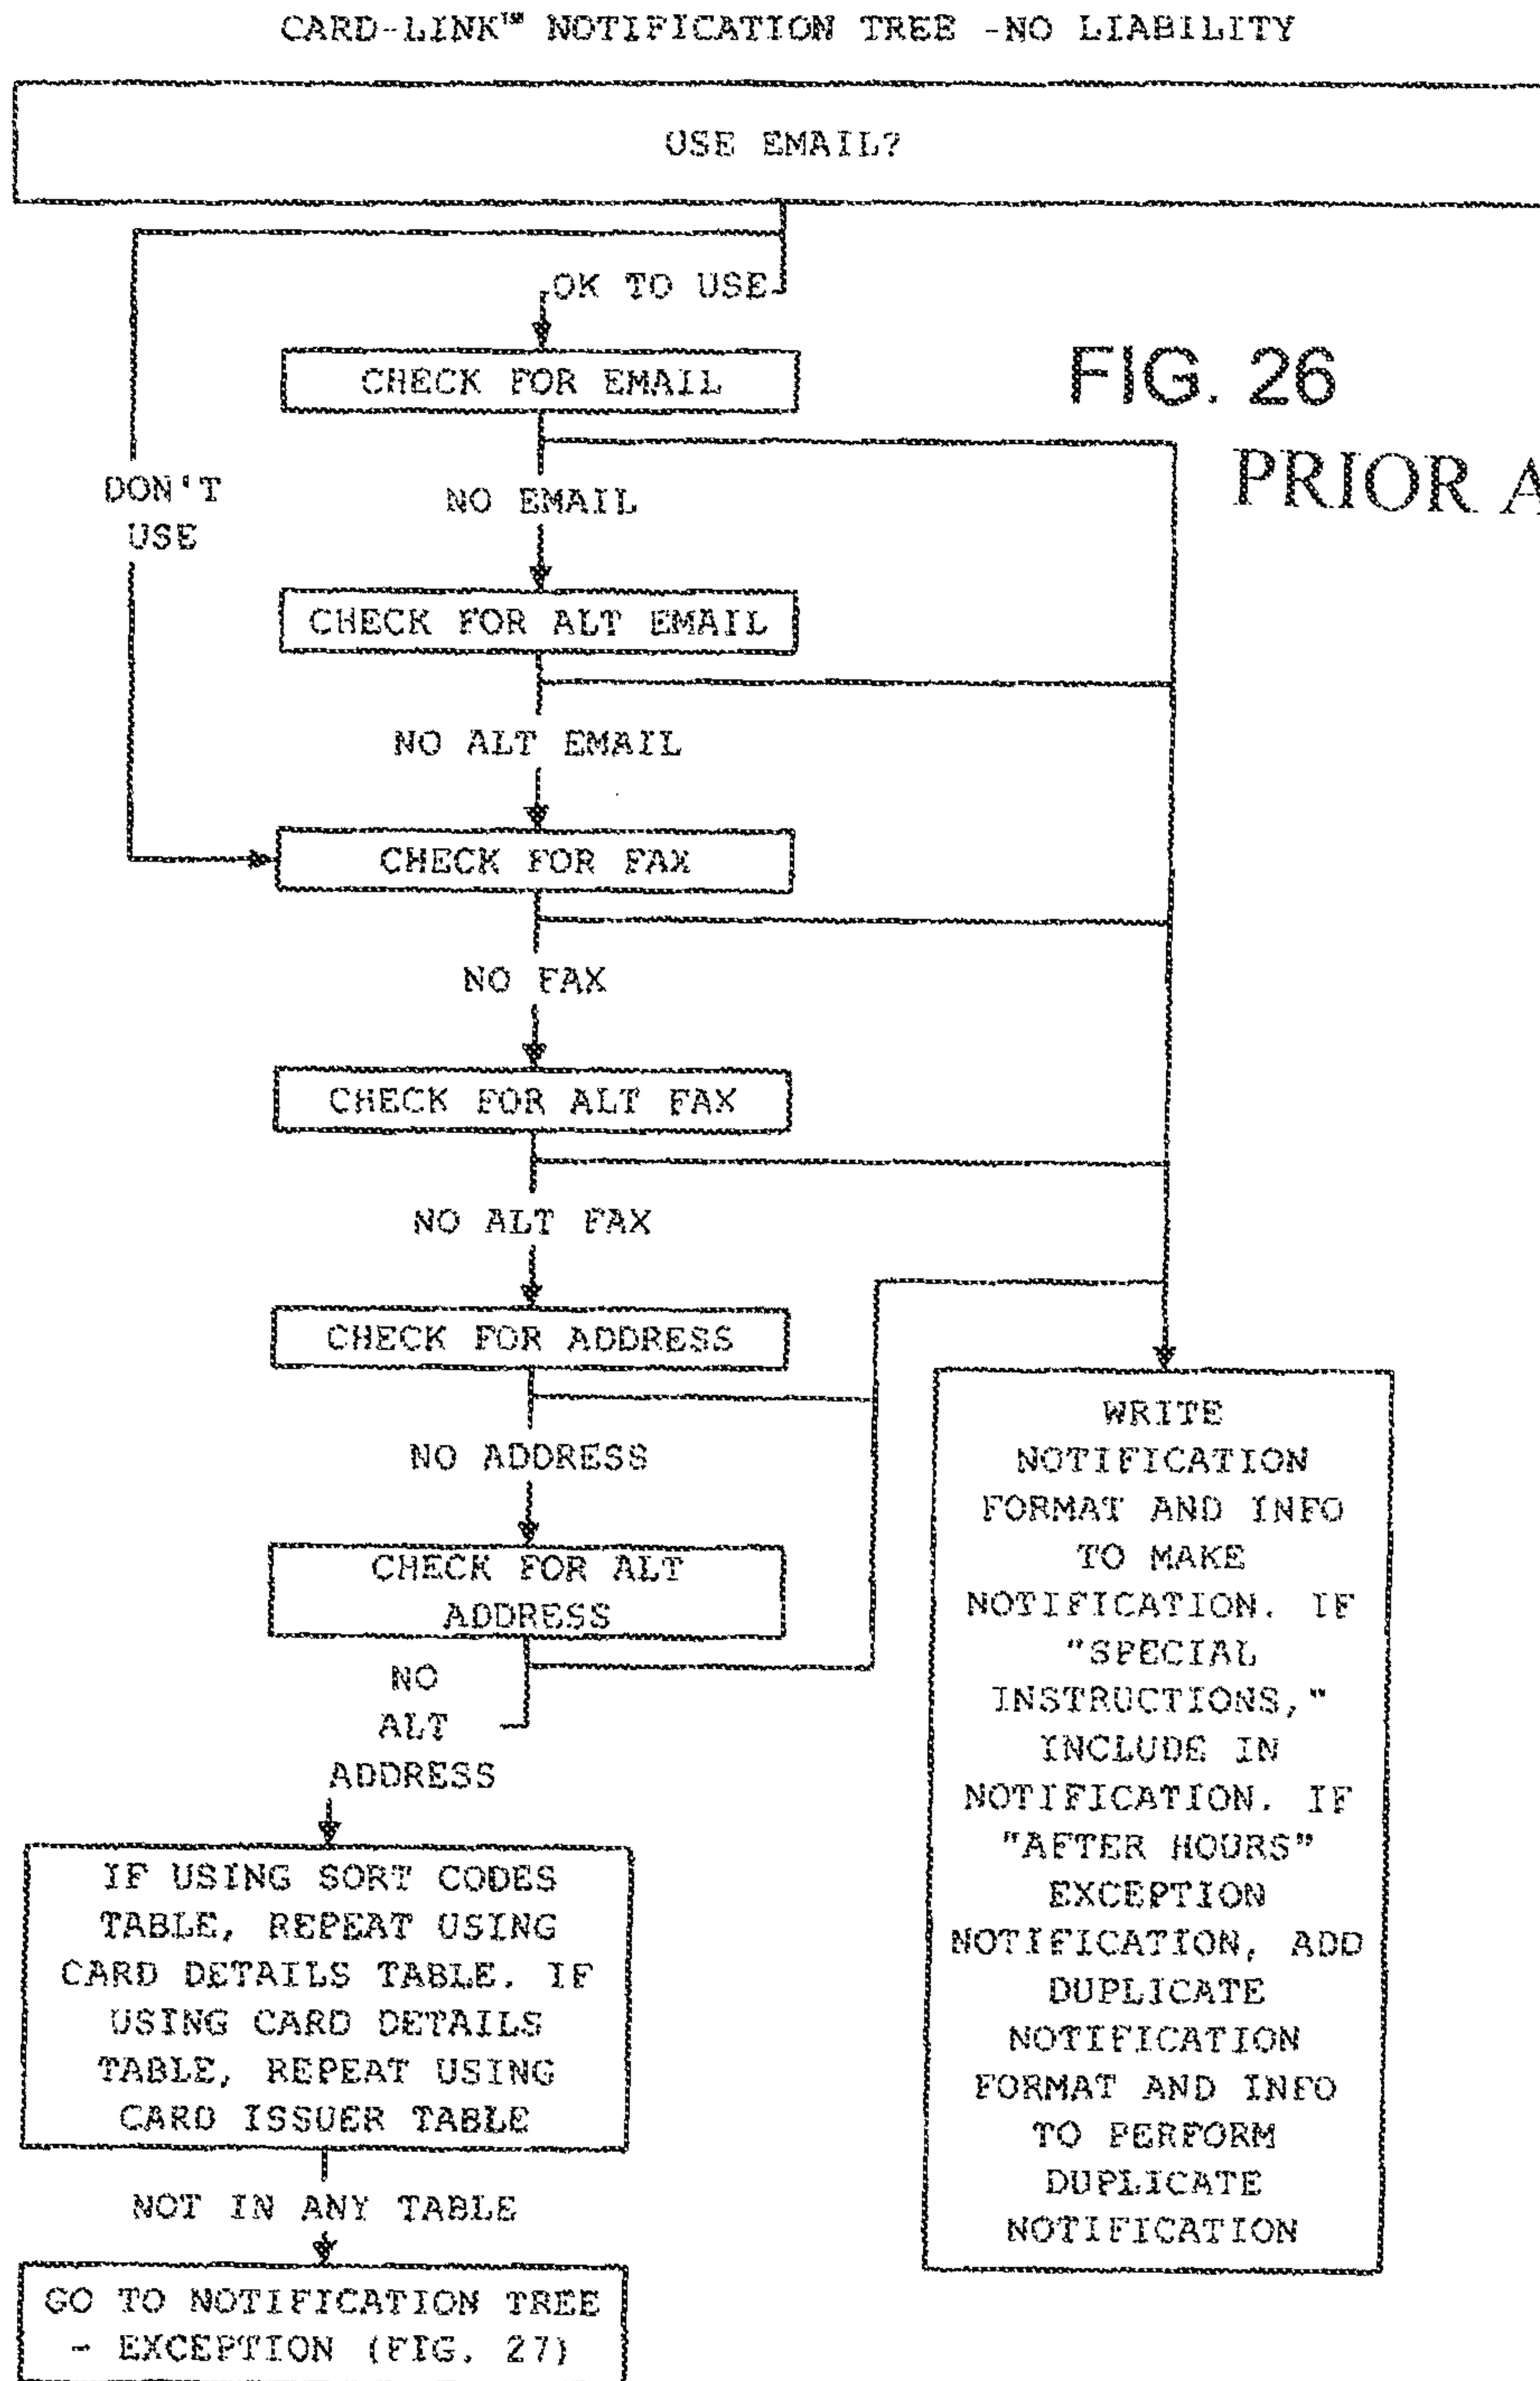 CARD-LINK™ NOTIFICATION TREE -NO LIABILITY
USE EMAIL?
OK TO USE
CHECK FOR EMAIL
FIG. 26
PRIOR A
DON'T
USE
NO EMAIL
CHECK FOR ALT EMAIL
NO ALT EMAIL
CHECK FOR FAX
NO FAX
CHECK FOR ALT FAX
NO ALT FAX
CHECK FOR ADDRESS
NO ADDRESS
CHECK FOR ALT
ADDRESS
NO
ALT
ADDRESS
IF USING SORT CODES
TABLE, REPEAT USING
CARD DETAILS TABLE. IF
USING CARD DETAILS
TABLE, REPEAT USING
CARD ISSUER TABLE
NOT IN ANY TABLE
GO TO NOTIFICATION TREE
- EXCEPTION (FIG. 27)
WRITE
NOTIFICATION
FORMAT AND INFO
TO MAKE
NOTIFICATION. IF
"SPECIAL
INSTRUCTIONS,"
INCLUDE IN
NOTIFICATION. IF
"AFTER HOURS"
EXCEPTION
NOTIFICATION, ADD
DUPLICATE
NOTIFICATION
FORMAT AND INFO
TO PERFORM
DUPLICATE
NOTIFICATION